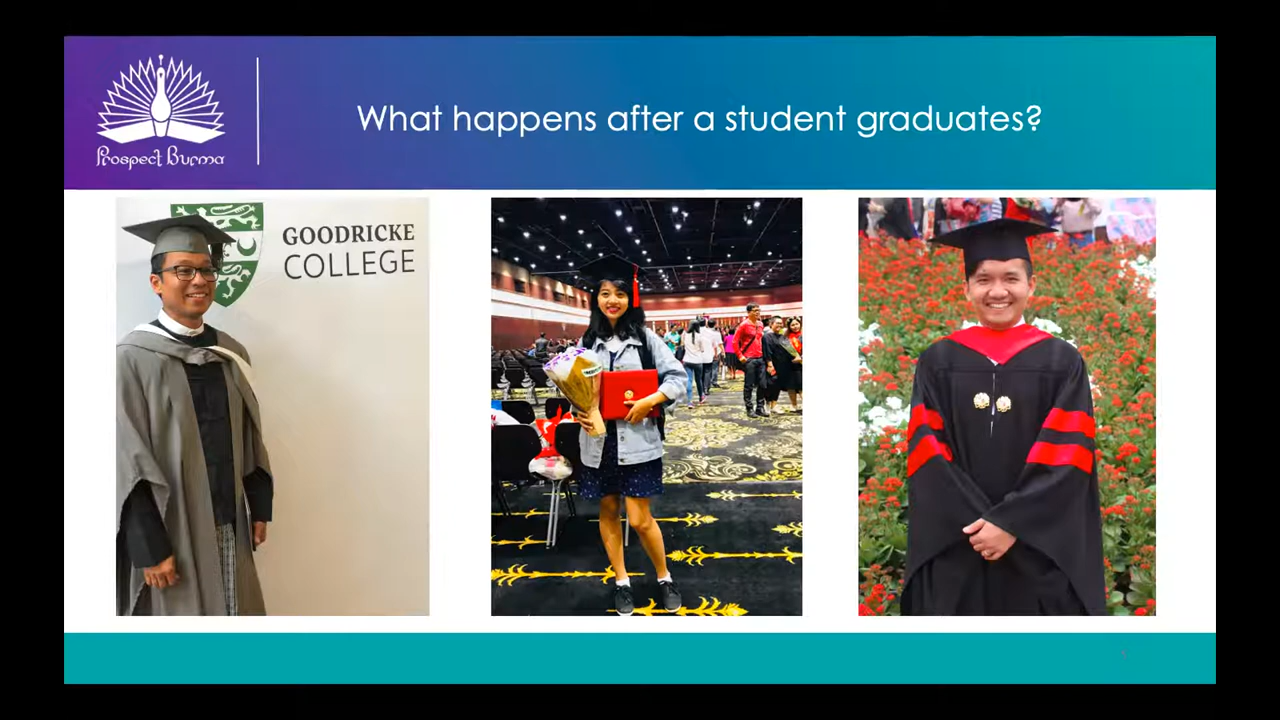 Prospect Burma
What happens after a student graduates?
GOODRICKE
COLLEGE